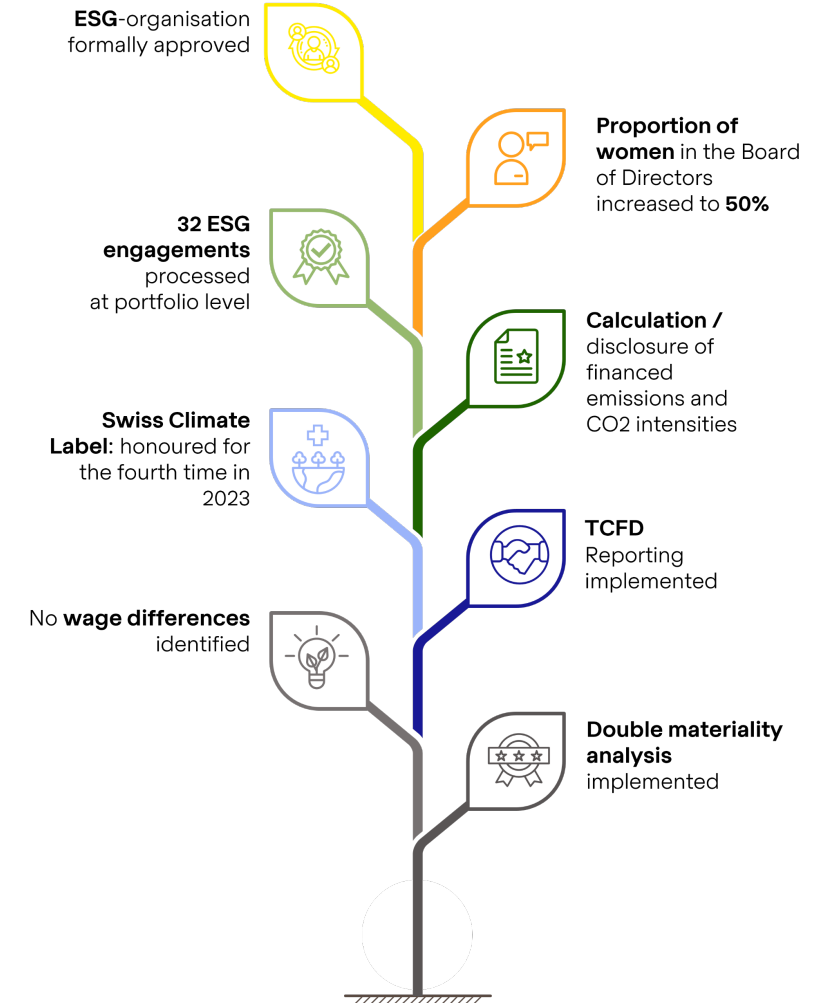 ESG-organisation
formally approved
Proportion of
women in the Board
of Directors
increased to 50%
32 ESG
engagements
processed
at portfolio level
Calculation /
disclosure of
financed
emissions and
CO2 intensities
Swiss Climate
Label: honoured for
the fourth time in
2023
TCFD
Reporting
implemented
No wage differences
identified
Double materiality
analysis
implemented